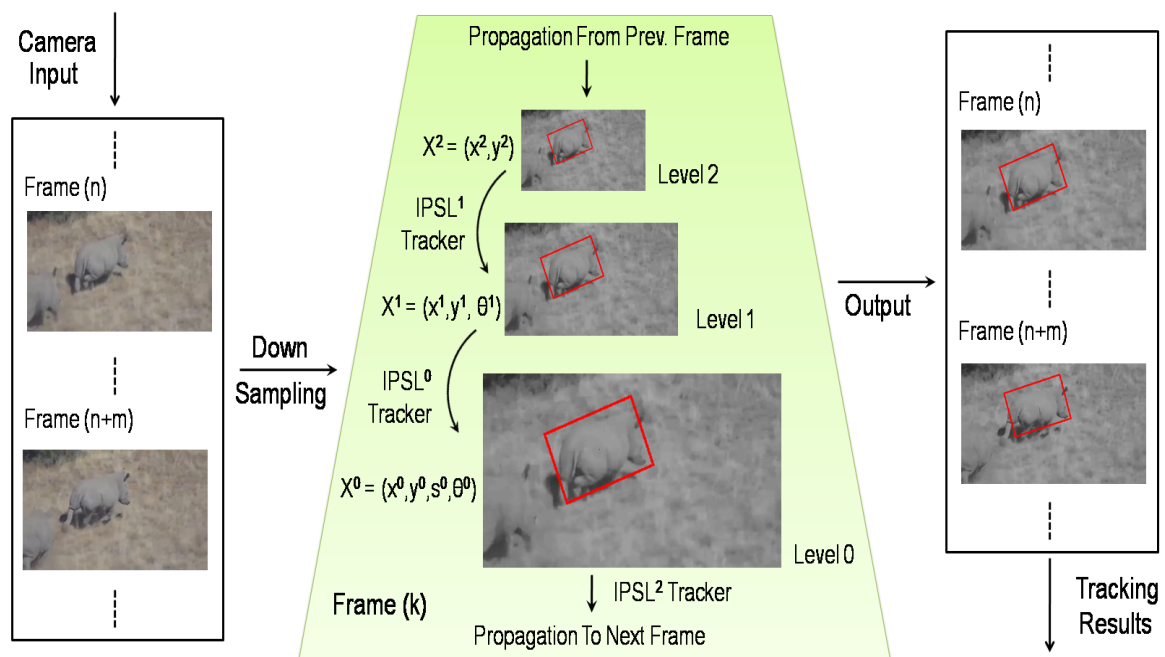 Camera
Input
Frame (n)
Frame (n+m)
Down
Sampling
Propagation From Prev. Frame
X² = (x²,y²)
Level 2
IPSL¹
Tracker
X¹ = (x¹,y¹, θ¹)
Level 1
IPSL⁰
Tracker
X⁰ = (x⁰,y⁰,s⁰,θ⁰)
Level 0
IPSL² Tracker
Frame (k)
Propagation To Next Frame
Output
Frame (n)
Frame (n+m)
Tracking
Results